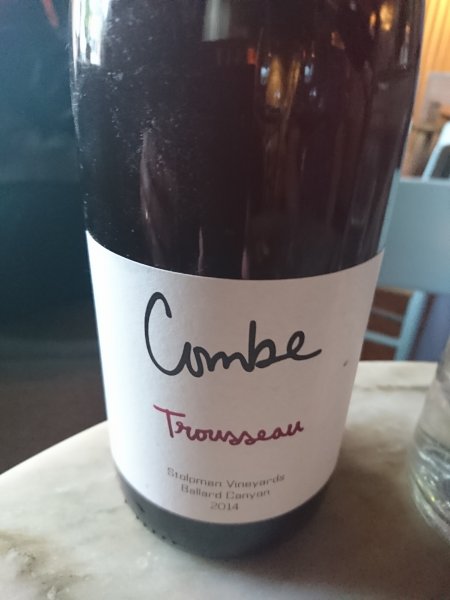 Combe
Trousseau
Stolpman Vineyards
Ballard Canyon
2014